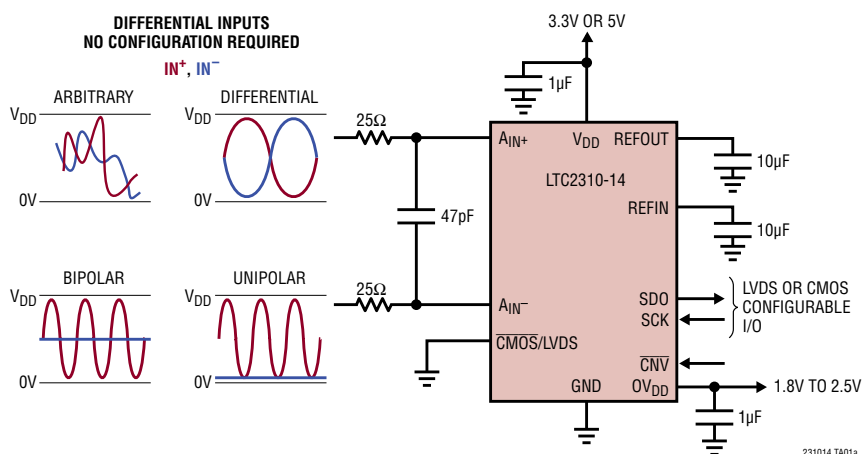 DIFFERENTIAL INPUTS
NO CONFIGURATION REQUIRED
IN+, IN−
ARBITRARY
VDD
0V
DIFFERENTIAL
BIPOLAR
VDD
0V
UNIPOLAR
VDD
0V
VDD
0V
25Ω
47pF
25Ω
3.3V OR 5V
1µF
AIN+
VDD
REFOUT
10µF
LTC2310-14
REFIN
10µF
SDO
SCK
LVDS OR CMOS
CONFIGURABLE
I/O
AIN−
CMOS/LVDS
CNV
GND
OVDD
1.8V TO 2.5V
1µF
231014 TA01a